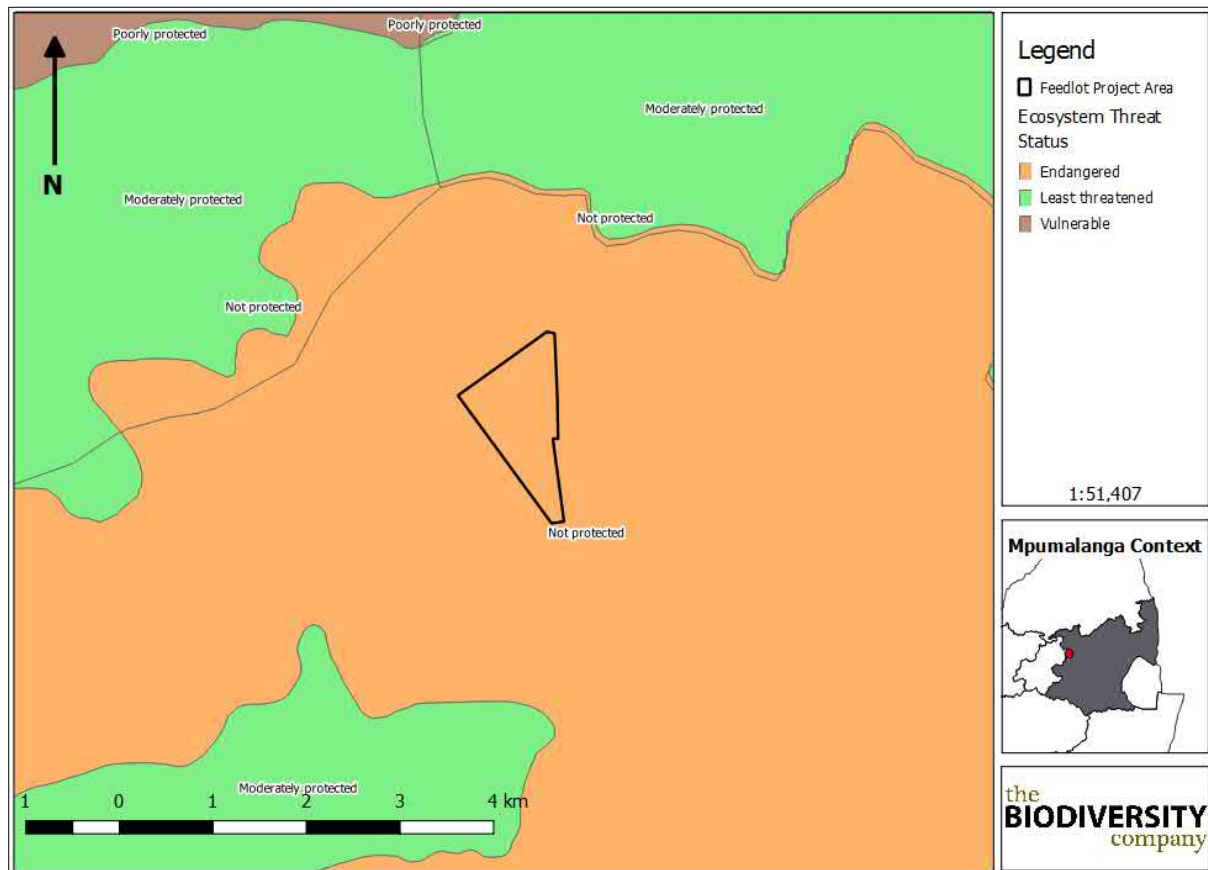 Poorly protected
Poorly protected
Moderately protected
N
Moderately protected
Not protected
Not protected
Not protected
Moderately protected
1 0 1 2 3 4 km
Legend
Feedlot Project Area
Ecosystem Threat
Status
Endangered
Least threatened
Vulnerable
1:51,407
Mpumalanga Context
the
BIODIVERSITY
company